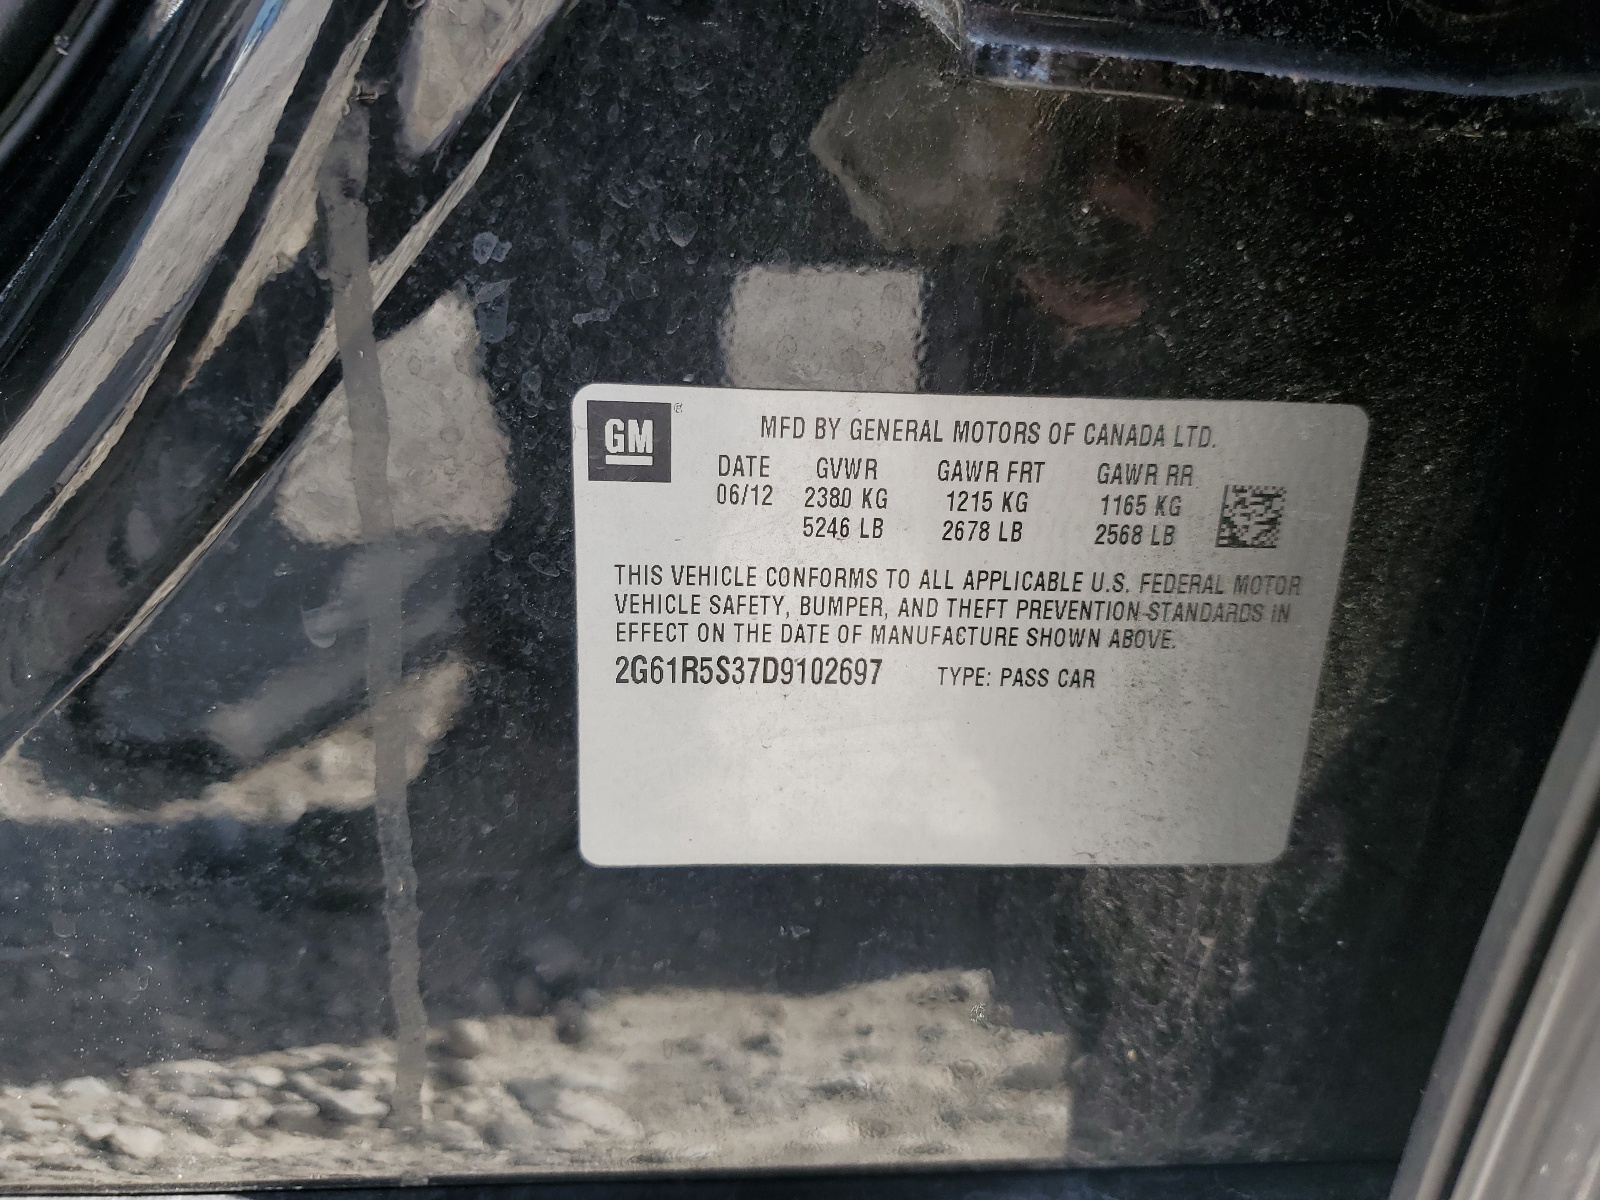 GM ®
MFD BY GENERAL MOTORS OF CANADA LTD.
DATE GVWR GAWR FRT GAWR RR
06/12 2380 KG 1215 KG 1165 KG
5246 LB 2678 LB 2568 LB
THIS VEHICLE CONFORMS TO ALL APPLICABLE U.S. FEDERAL MOTOR
VEHICLE SAFETY, BUMPER, AND THEFT PREVENTION STANDARDS IN
EFFECT ON THE DATE OF MANUFACTURE SHOWN ABOVE.
2G61R5S37D9102697 TYPE: PASS CAR